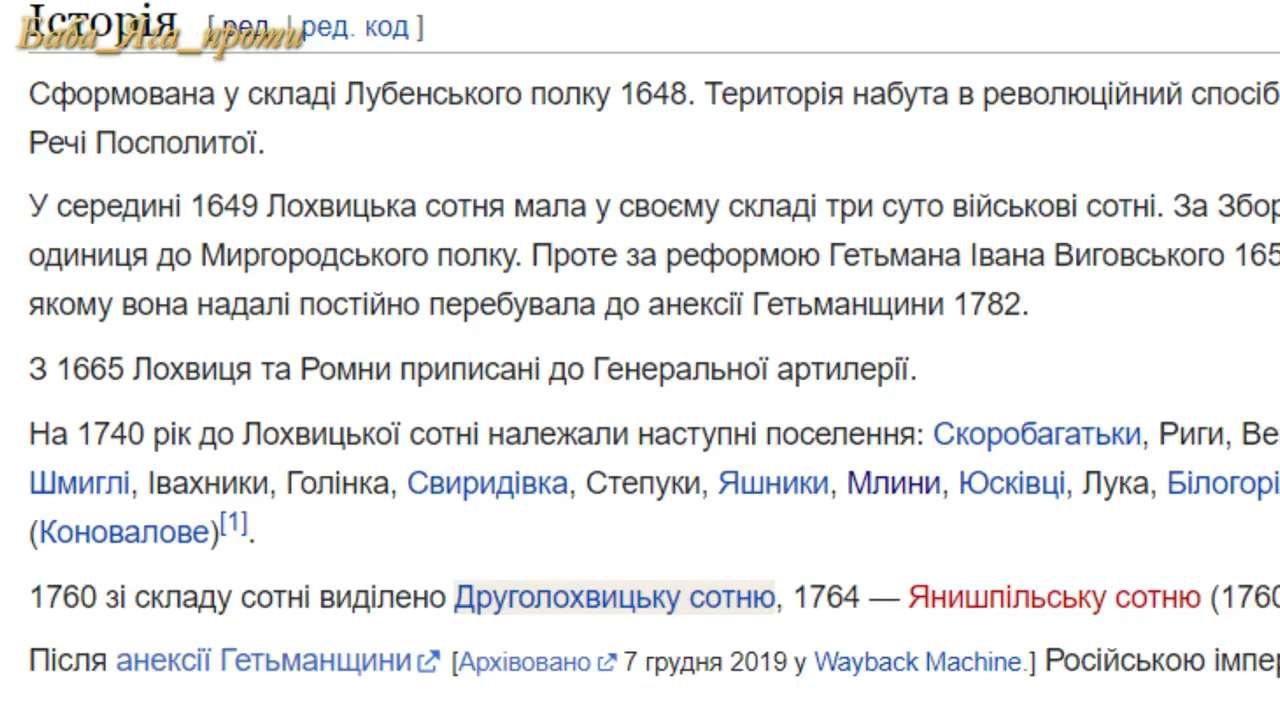 Історія [ ред. | ред. код ]
Баба_Яга_проти
Сформована у складі Лубенського полку 1648. Територія набута в революційний спосіб
Речі Посполитої.
У середині 1649 Лохвицька сотня мала у своєму складі три суто військові сотні. За Збор
одиниця до Миргородського полку. Проте за реформою Гетьмана Івана Виговського 165
якому вона надалі постійно перебувала до анексії Гетьманщини 1782.
З 1665 Лохвиця та Ромни приписані до Генеральної артилерії.
На 1740 рік до Лохвицької сотні належали наступні поселення: Скоробагатьки, Риги, Ве
Шмиглі, Івахники, Голінка, Свиридівка, Степуки, Яшники, Млини, Юсківці, Лука, Білогорі
(Коновалове)[1].
1760 зі складу сотні виділено Друголохвицьку сотню, 1764 — Янишпільську сотню (1760
Після анексії Гетьманщини [Архівовано 7 грудня 2019 у Wayback Machine.] Російською імпер